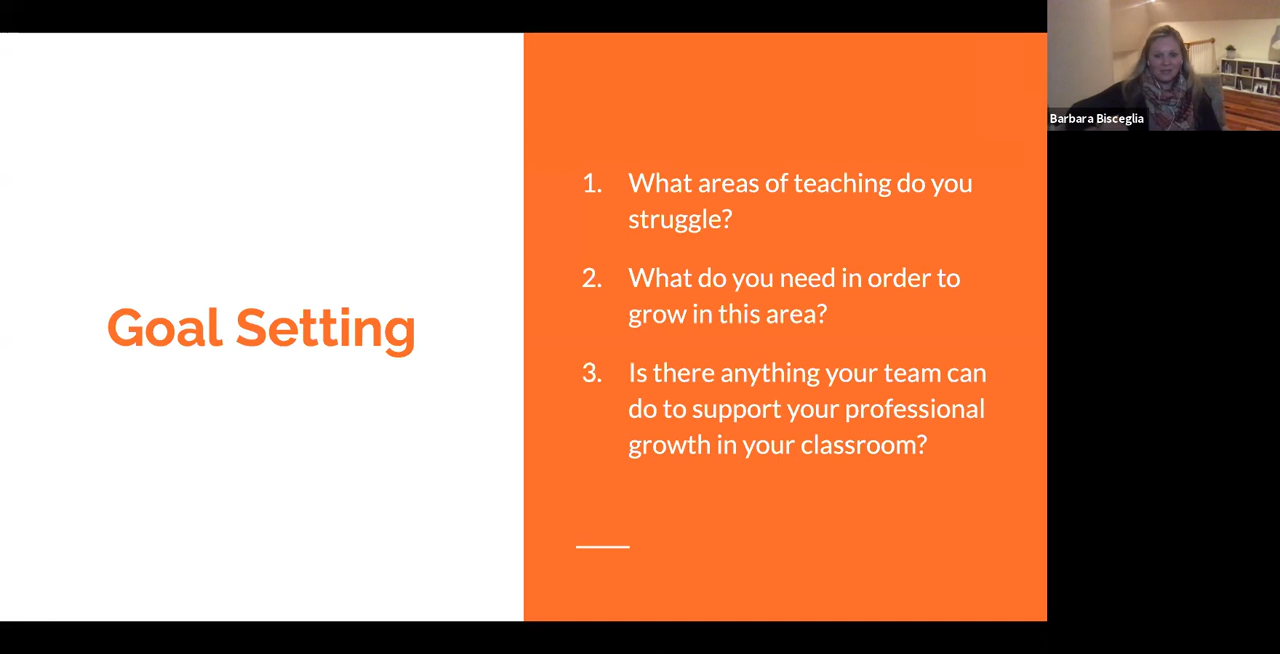 Goal Setting
1. What areas of teaching do you
struggle?
2. What do you need in order to
grow in this area?
3. Is there anything your team can
do to support your professional
growth in your classroom?
Barbara Bisceglia